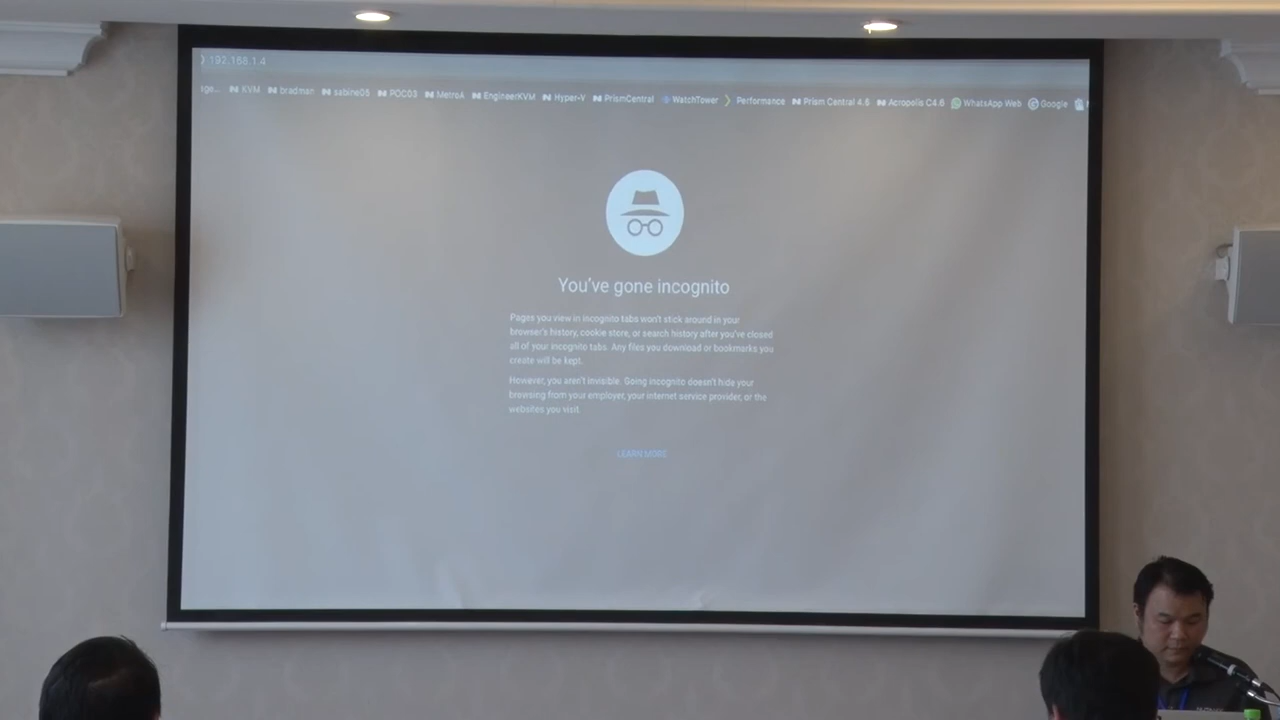 192.168.1.4
KVM bradman sabine05 POC03 MetroA EngineerKVM Hyper-V PrismCentral WatchTower Performance Prism Central 4.6 Acropolis C4.6 WhatsApp Web Google
You've gone incognito
Pages you view in incognito tabs won't stick around in your
browser's history, cookie store, or search history after you've closed
all of your incognito tabs. Any files you download or bookmarks you
create will be kept.
However, you aren't invisible. Going incognito doesn't hide your
browsing from your employer, your internet service provider, or the
websites you visit.
LEARN MORE